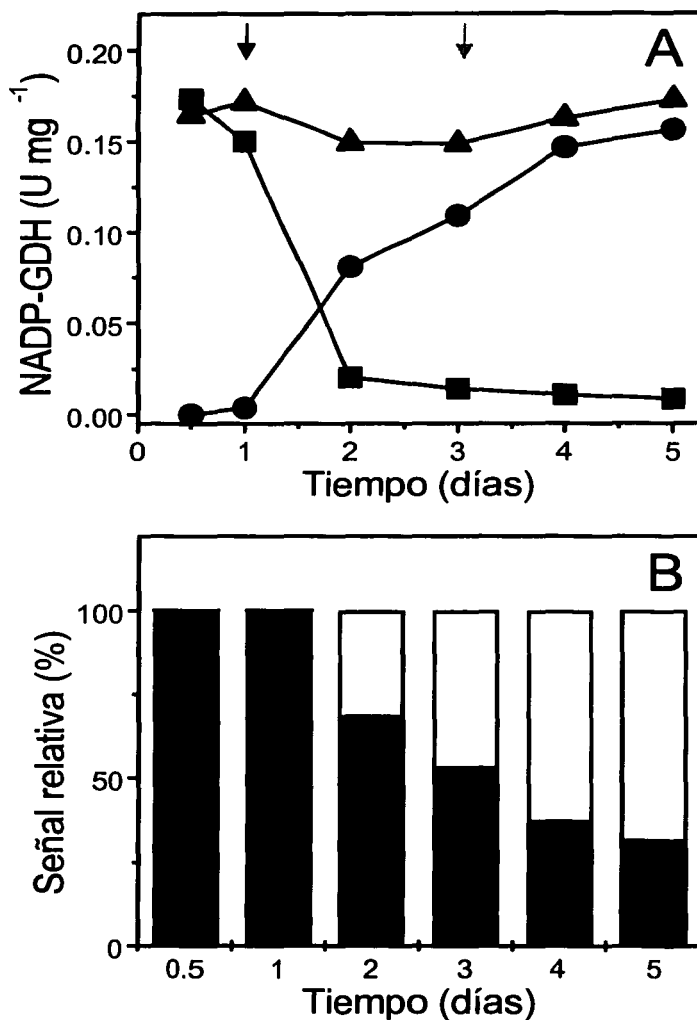 A
NADP-GDH (U mg -1)
0.20
0.15
0.10
0.05
0.00
0 1 2 3 4 5
Tiempo (días)
B
Señal relativa (%)
100
50
0
0.5 1 2 3 4 5
Tiempo (días)